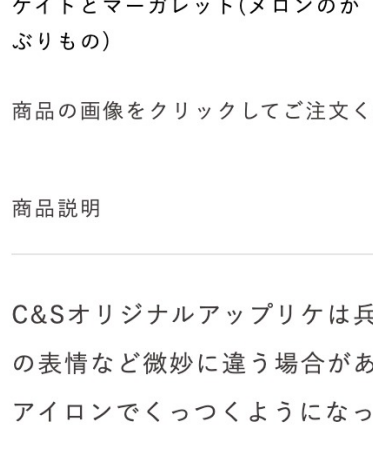 ケイトとマーガレット(メロンのか
ぶりもの)
商品の画像をクリックしてご注文く
商品説明
C&Sオリジナルアップリケは兵
の表情など微妙に違う場合があ
アイロンでくっつくようになっ